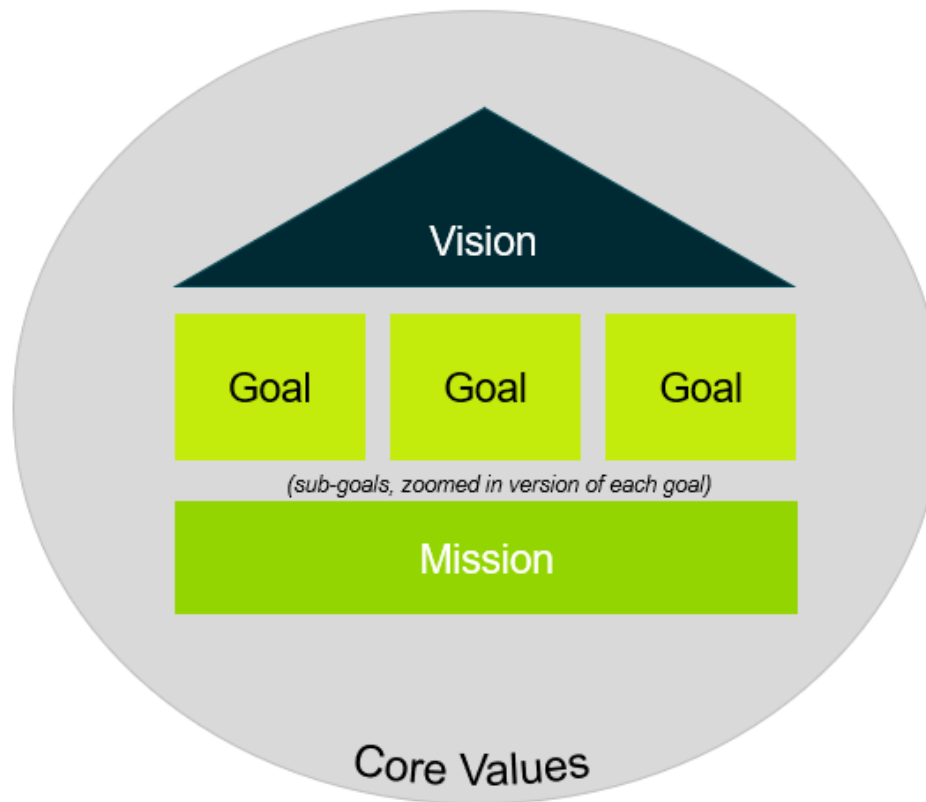 Vision
Goal Goal Goal
(sub-goals, zoomed in version of each goal)
Mission
Core Values